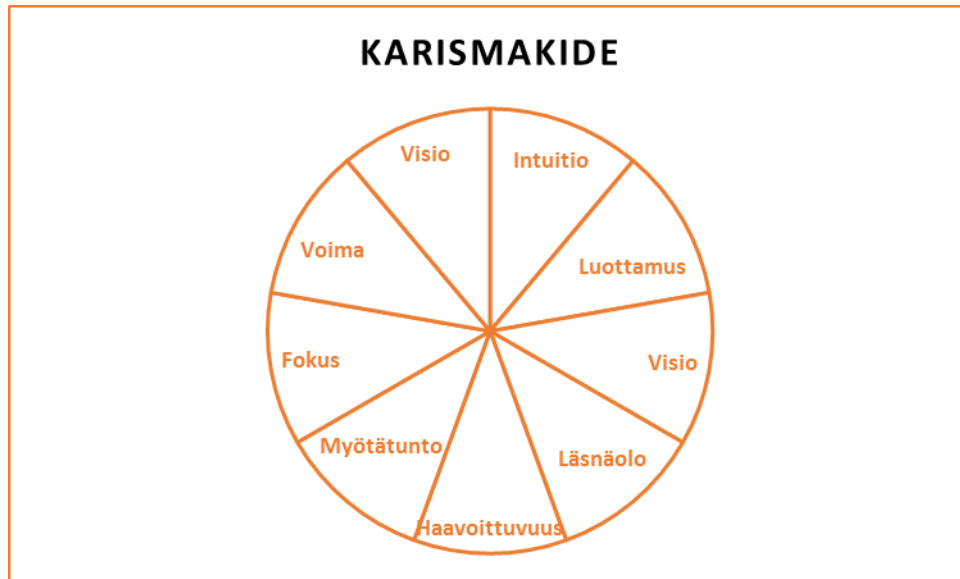 KARISMAKIDE
Visio
Intuitio
Voima
Luottamus
Fokus
Visio
Myötätunto
Läsnäolo
Haavoittuvuus